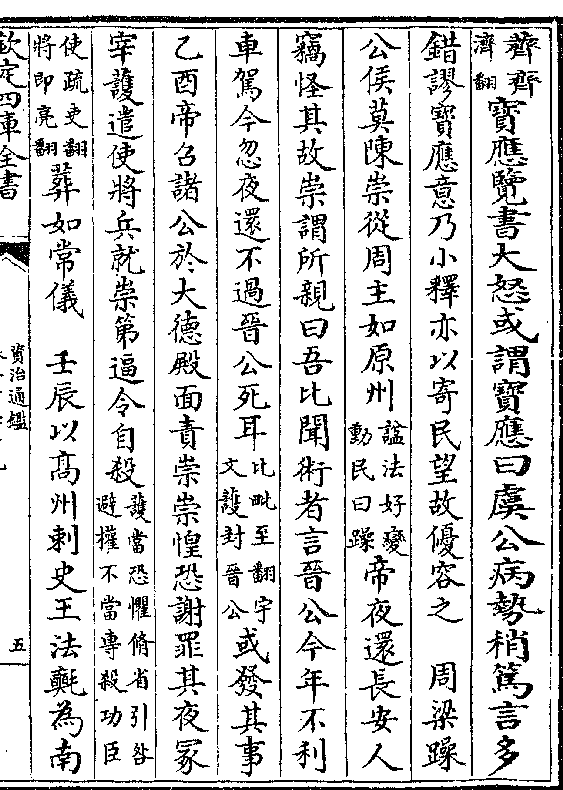 薺齊
濟翻
寳應覽書大怒或謂寳應曰虞公病勢稍篤言多
錯謬寳應意乃小釋亦以寄民望故優容之　周梁躁
公侯莫陳崇從周主如原州
諡法好變
動民曰躁
帝夜還長安人
竊怪其故崇謂所親曰吾比聞術者言晉公今年不利
車駕今忽夜還不過晉公死耳
比毗至翻宇
文護封晉公
或發其事
乙酉帝召諸公於大德殿面責崇崇惶恐謝罪其夜冢
宰護遣使將兵就崇第逼令自殺
護當恐懼脩省引咎
避權不當專殺功臣
使疏吏翻
將即亮翻
葬如常儀　壬辰以髙州刺史王法𣰋為南
欽定四庫全書
資治通鑑
五